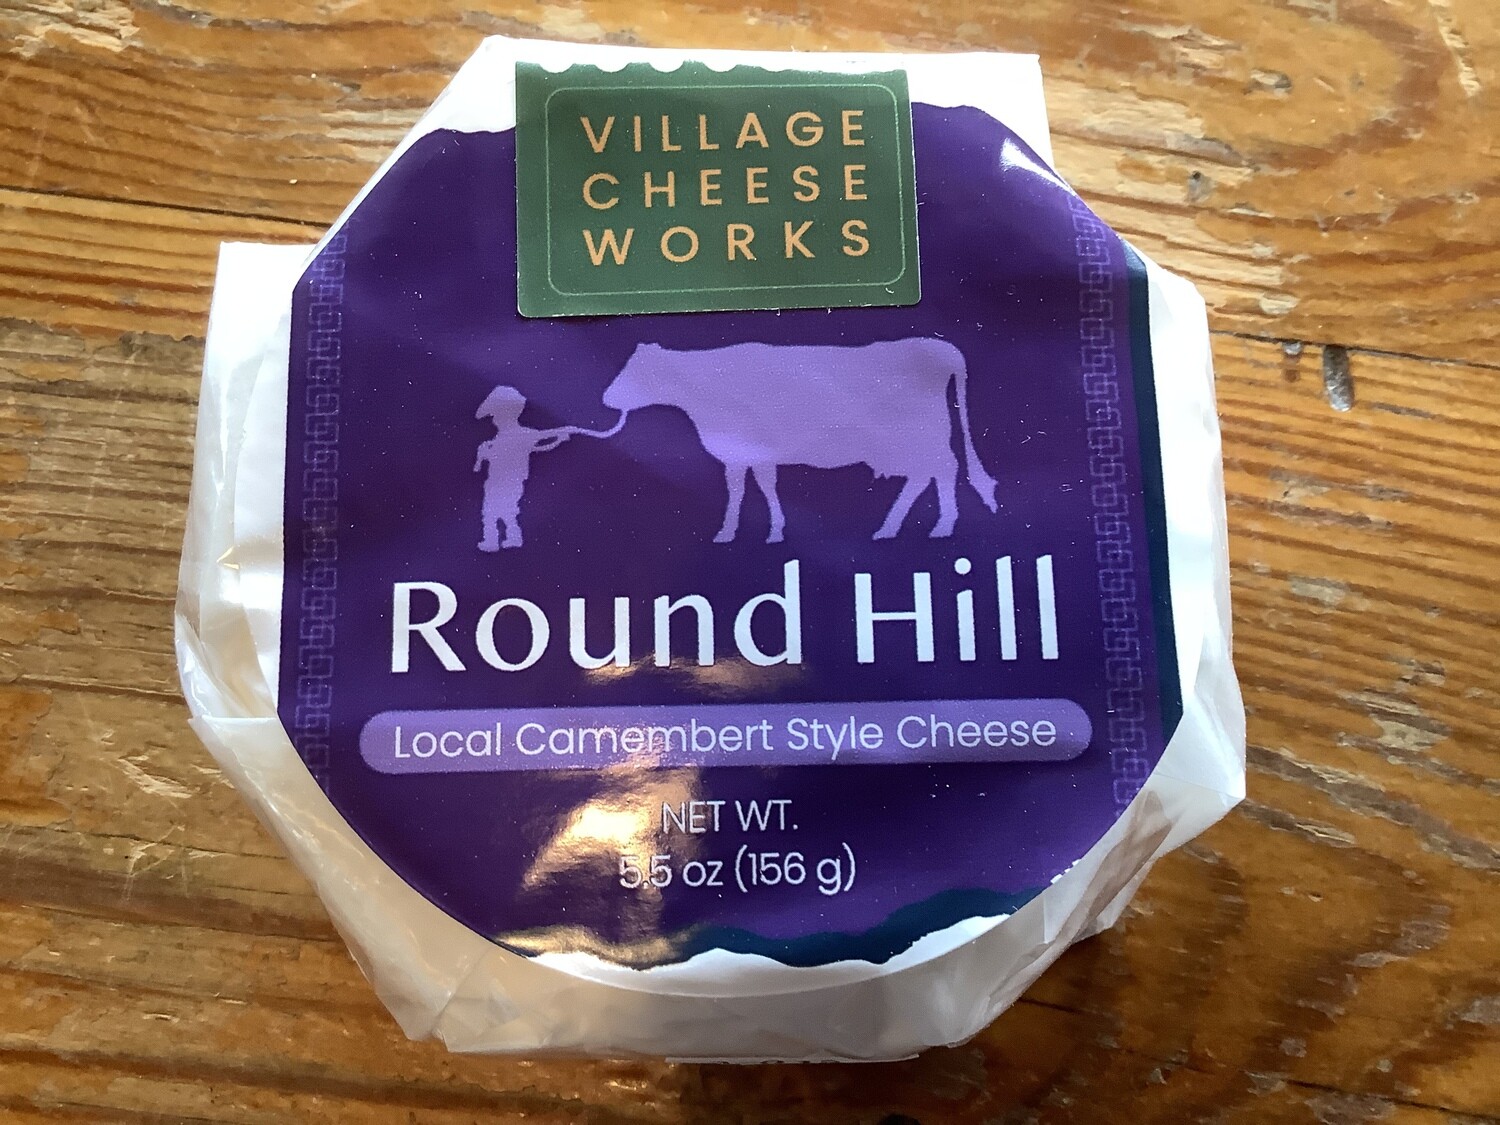 VILLAGE
CHEESE
WORKS
Round Hill
Local Camembert Style Cheese
NET WT.
5.5 oz (156 g)